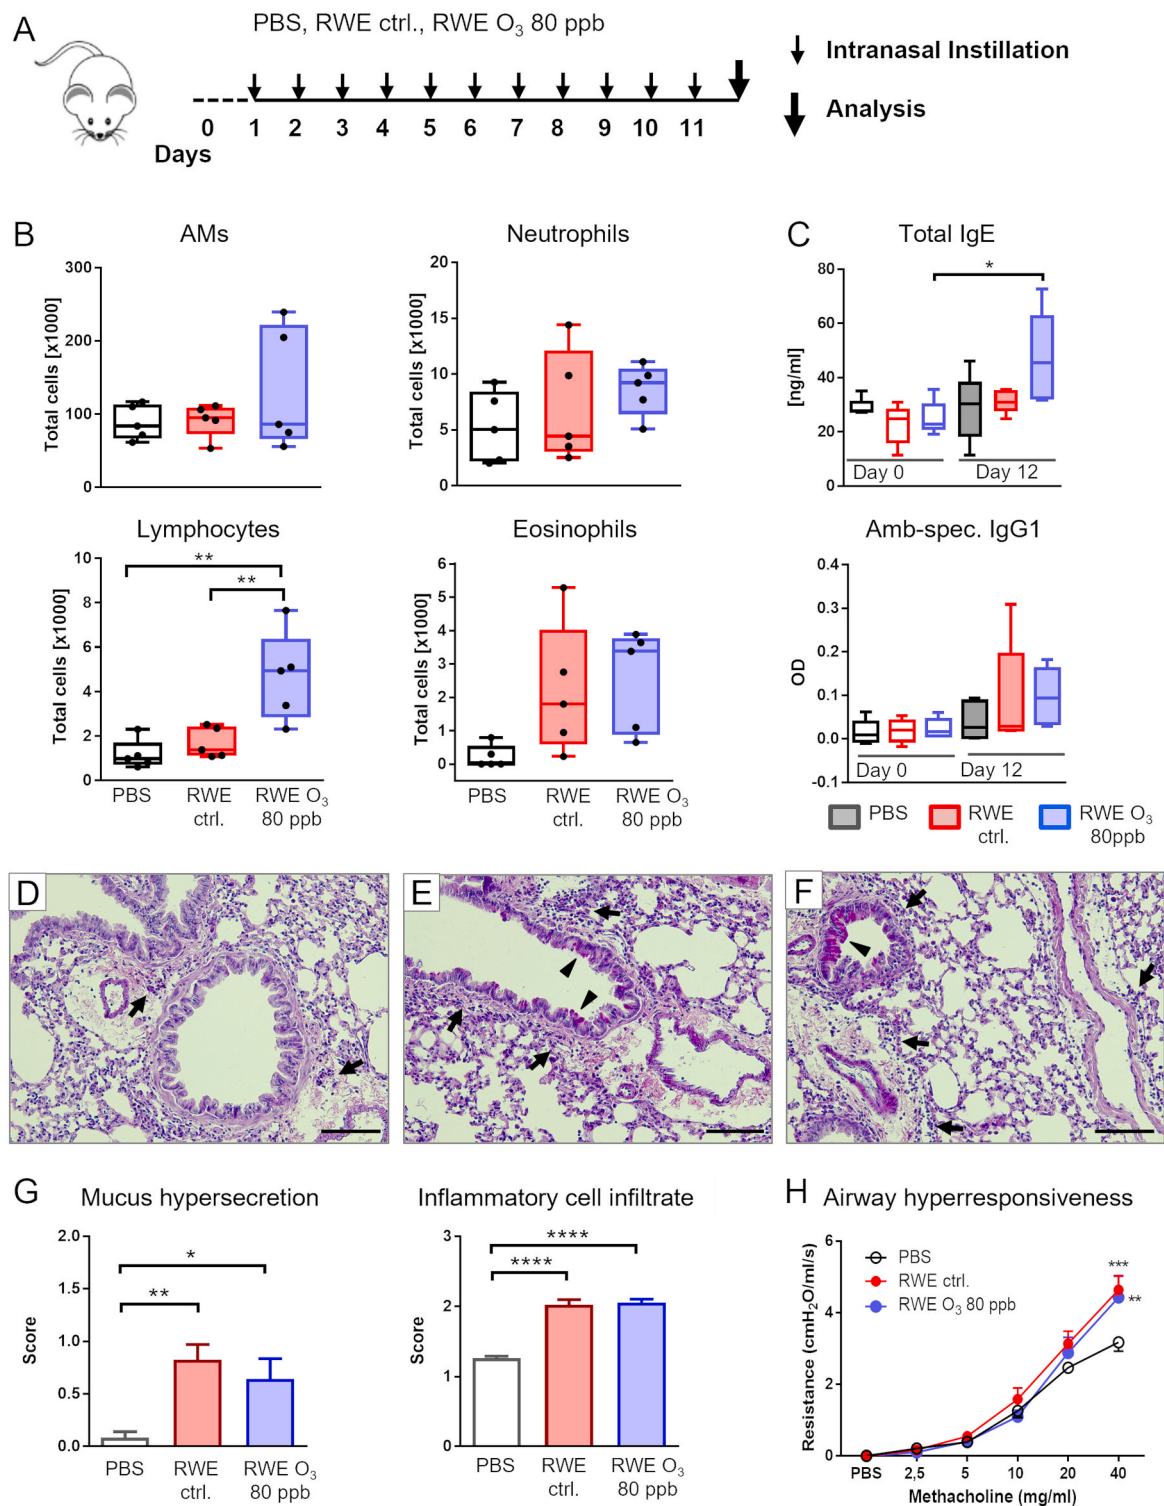 A
PBS, RWE ctrl., RWE O3 80 ppb
Intranasal Instillation
Analysis
0 1 2 3 4 5 6 7 8 9 10 11
Days
B
AMs
Total cells [x1000]
300
200
100
0
Neutrophils
Total cells [x1000]
20
15
10
5
0
C
Total IgE
[ng/ml]
80
60
40
20
0
*
Day 0
Day 12
Lymphocytes
Total cells [x1000]
10
8
6
4
2
0
**
**
PBS
RWE
ctrl.
RWE O3
80 ppb
Eosinophils
Total cells [x1000]
6
5
4
3
2
1
0
PBS
RWE
ctrl.
RWE O3
80 ppb
Amb-spec. IgG1
OD
0.4
0.3
0.2
0.1
0.0
-0.1
Day 0
Day 12
PBS
RWE
ctrl.
RWE O3
80ppb
D
E
F
G
Mucus hypersecretion
Score
2.0
1.5
1.0
0.5
0.0
*
**
PBS
RWE
ctrl.
RWE O3
80 ppb
Inflammatory cell infiltrate
Score
3
2
1
0
****
****
PBS
RWE
ctrl.
RWE O3
80 ppb
H
Airway hyperresponsiveness
Resistance (cmH2O/ml/s)
6
4
2
0
PBS
RWE ctrl.
RWE O3 80 ppb
***
**
PBS 2,5 5 10 20 40
Methacholine (mg/ml)